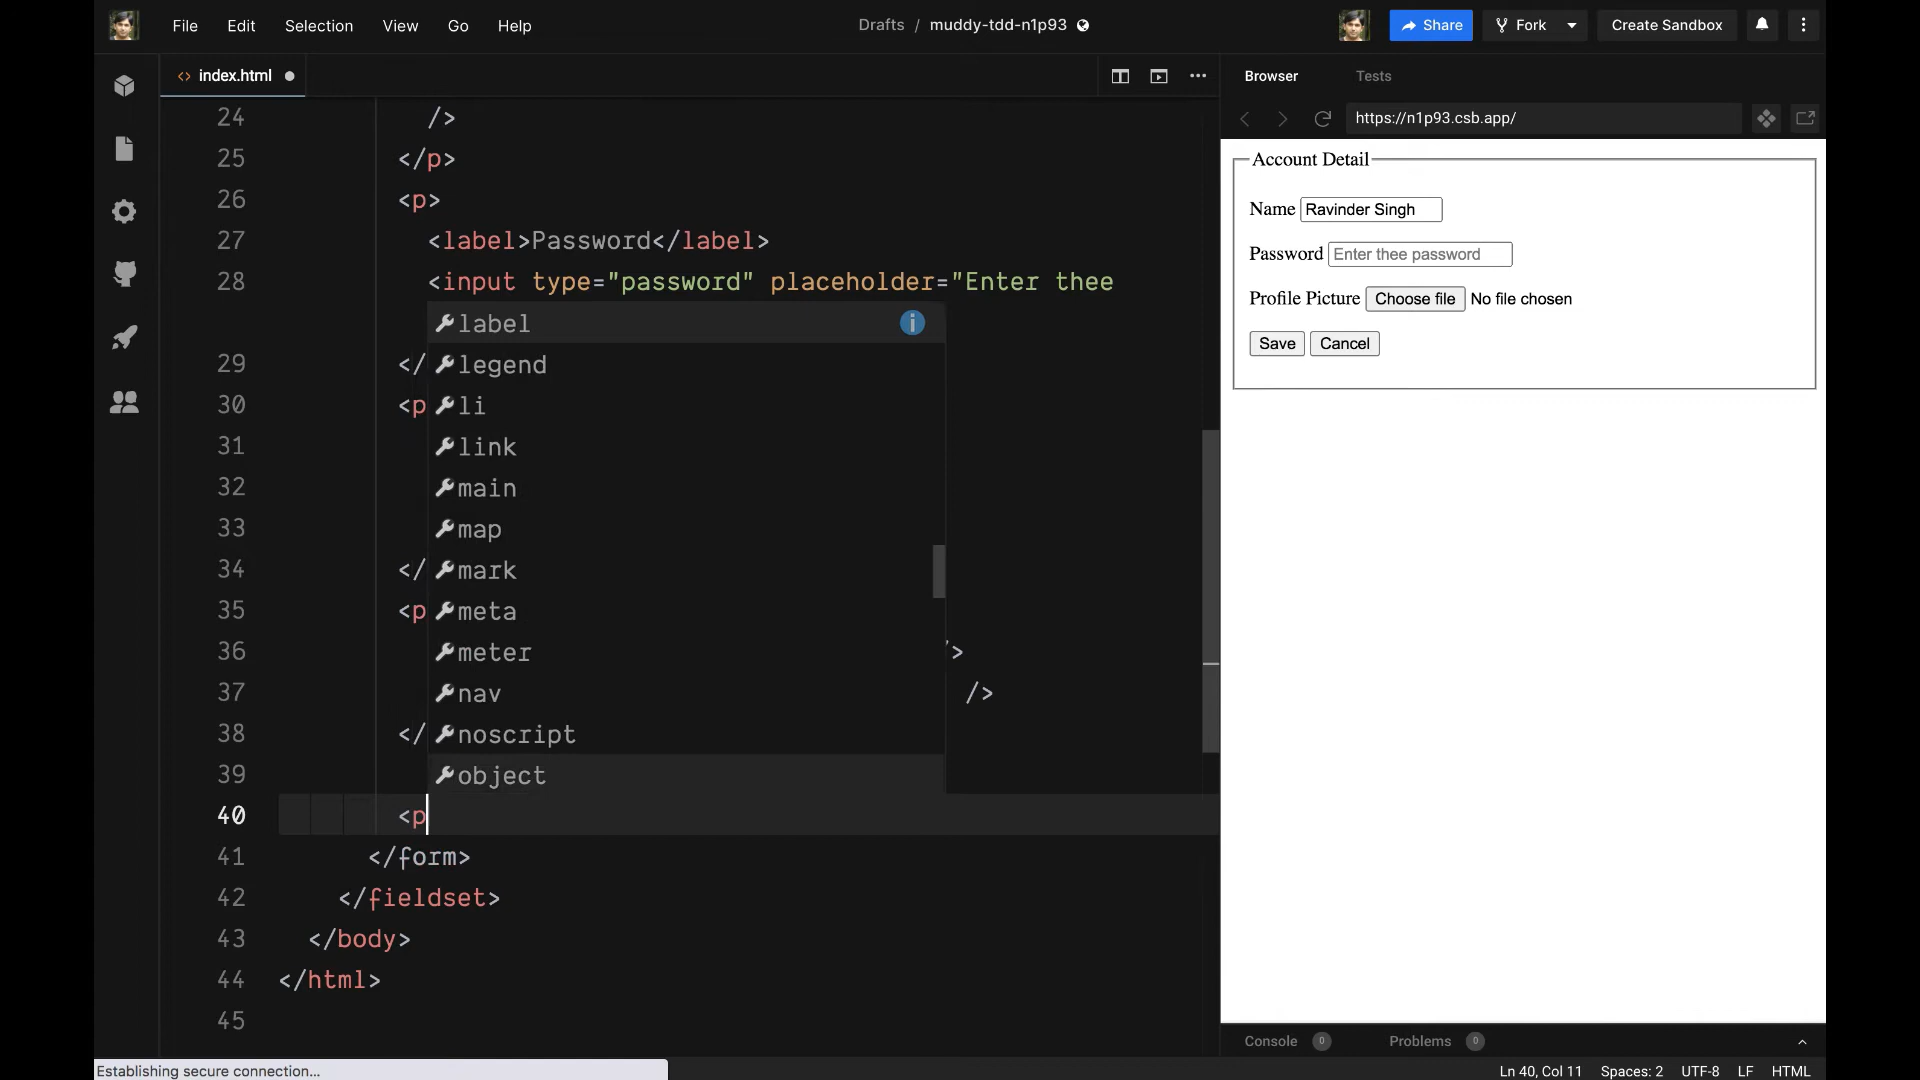 File Edit Selection View Go Help Drafts / muddy-tdd-n1p93 Share Fork Create Sandbox
<> index.html
Browser Tests
https://n1p93.csb.app/
24 />
25 </p>
26 <p>
27 <label>Password</label>
28 <input type="password" placeholder="Enter thee
label
29 </ legend
30 <p li
31 link
32 main
33 map
34 </ mark
35 <p meta
36 meter >
37 nav />
38 </ noscript
39 object
40 <p
41 </form>
42 </fieldset>
43 </body>
44 </html>
45
Account Detail
Name Ravinder Singh
Password Enter thee password
Profile Picture Choose file No file chosen
Save Cancel
Console 0 Problems 0
Establishing secure connection...
Ln 40, Col 11 Spaces: 2 UTF-8 LF HTML